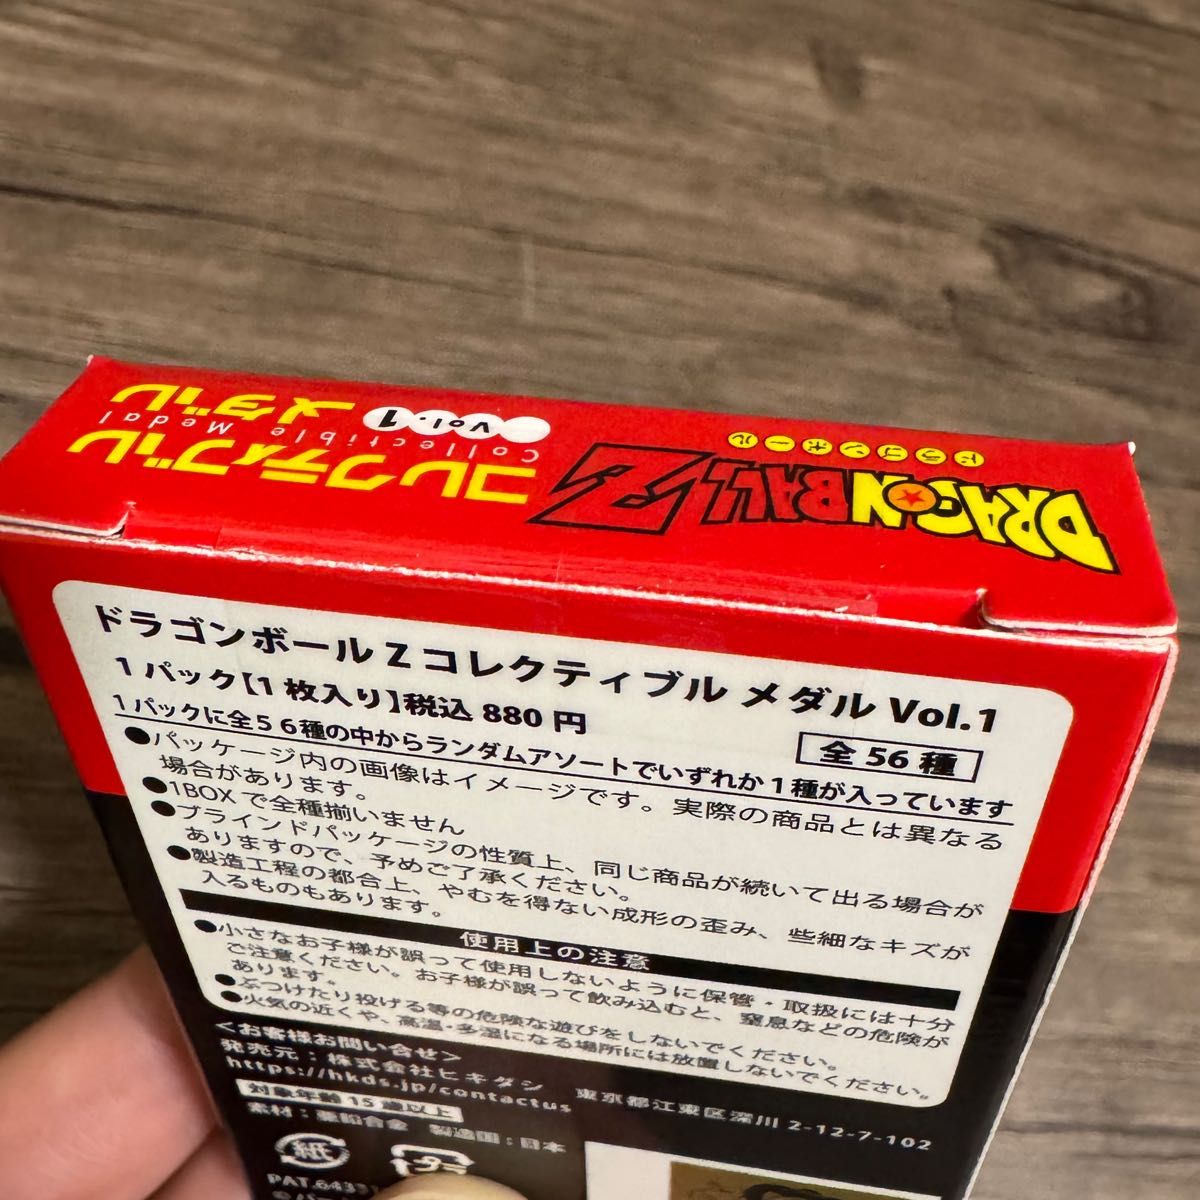 DRAGONBALL Z
ドラゴンボール
コレクティブル
Collectible Medal
メダル
Vol.1
ドラゴンボールZコレクティブル メダル Vol.1
1パック【1枚入り】税込 880円
全56種
1パックに全56種の中からランダムアソートでいずれか1種が入っています
●パッケージ内の画像はイメージです。実際の商品とは異なる
場合があります。
●1BOXで全種揃いません
●ブラインドパッケージの性質上、同じ商品が続いて出る場合が
ありますので、予めご了承ください。
●製造工程の都合上、やむを得ない成形の歪み、些細なキズが
入るものもあります。
使用上の注意
●小さなお子様が誤って使用しないように保管・取扱には十分
ご注意ください。お子様が誤って飲み込むと、窒息などの危険が
あります。
●ぶつけたり投げる等の危険な遊びをしないでください。
●火気の近くや、高温・多湿になる場所には放置しないでください。
<お客様お問い合せ>
発売元：株式会社ヒキダシ 東京都江東区深川 2-12-7-102
https://hkds.jp/contactus
対象年齢 15歳以上
素材：亜鉛合金 製造国：日本
紙